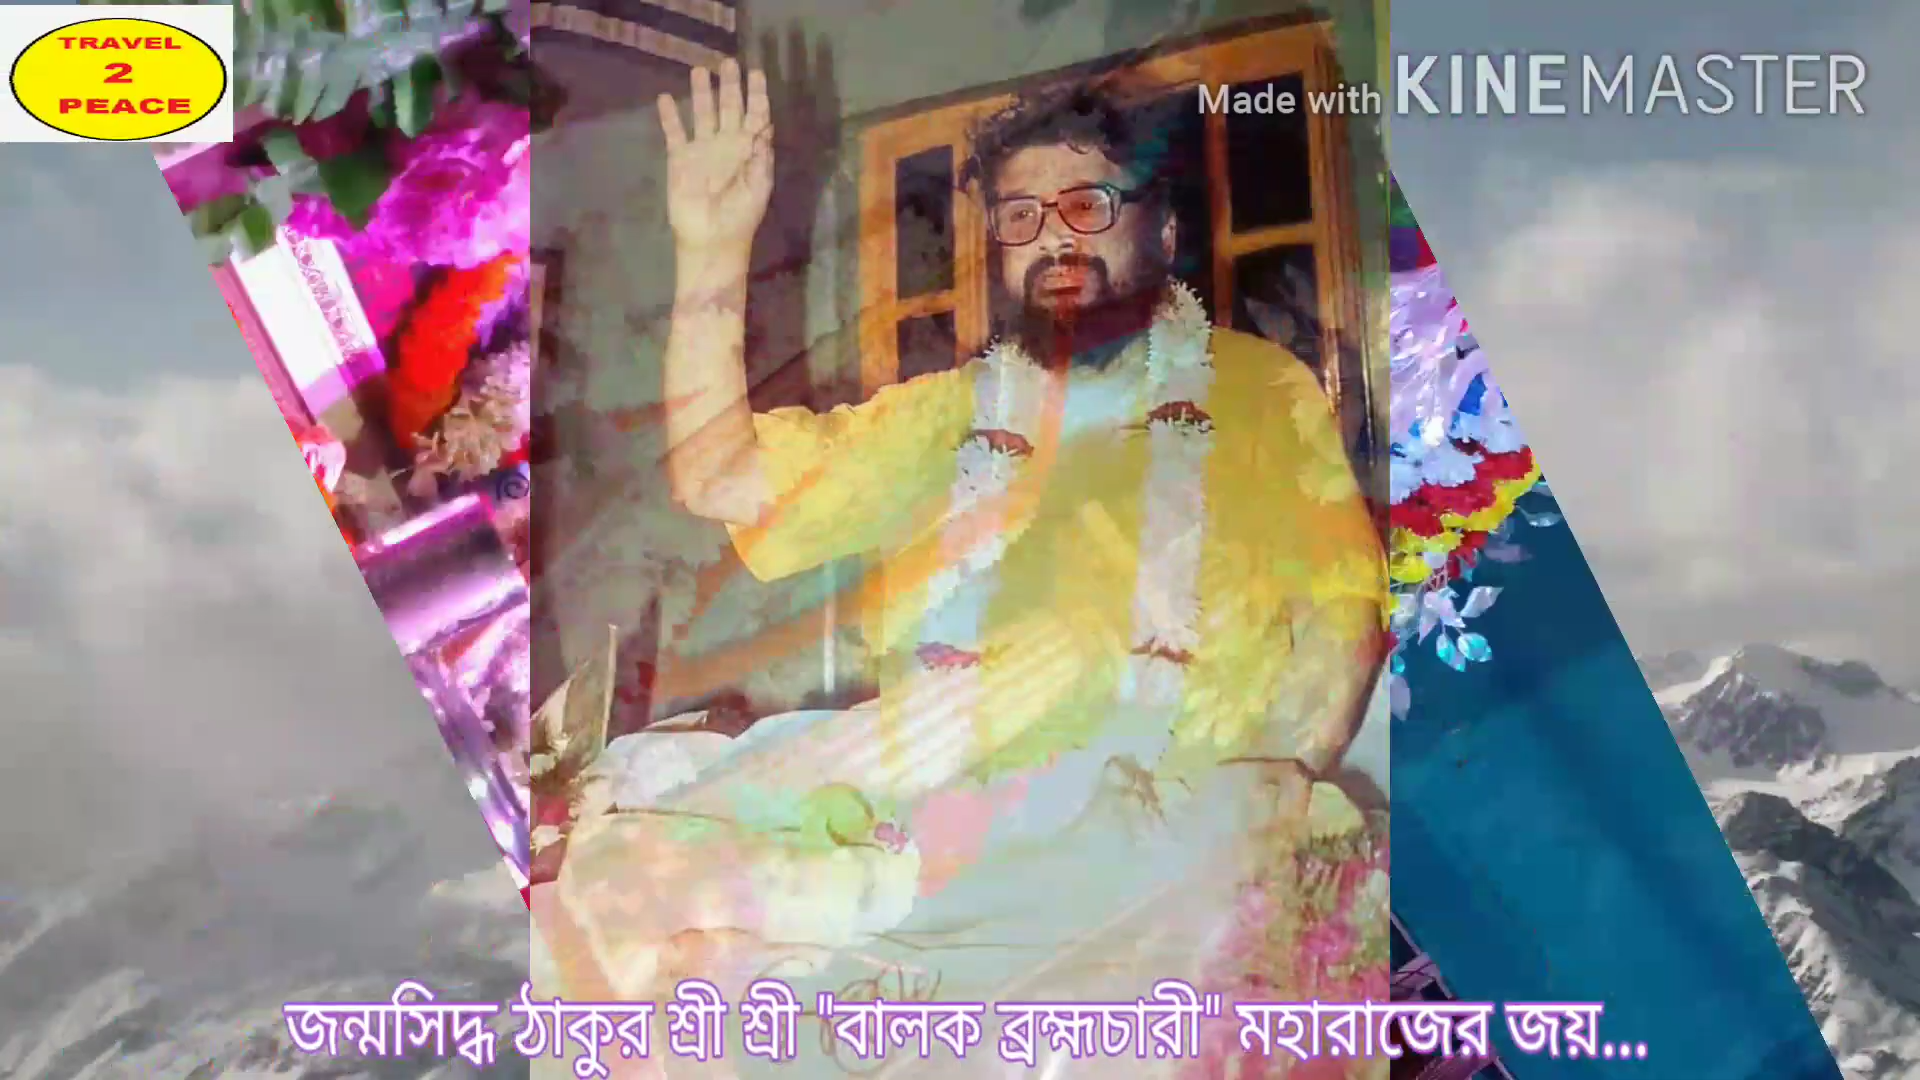 TRAVEL
2
PEACE
Made with KINEMASTER
জন্মসিদ্ধ ঠাকুর শ্রী শ্রী "বালক ব্রহ্মচারী" মহারাজের জয়...